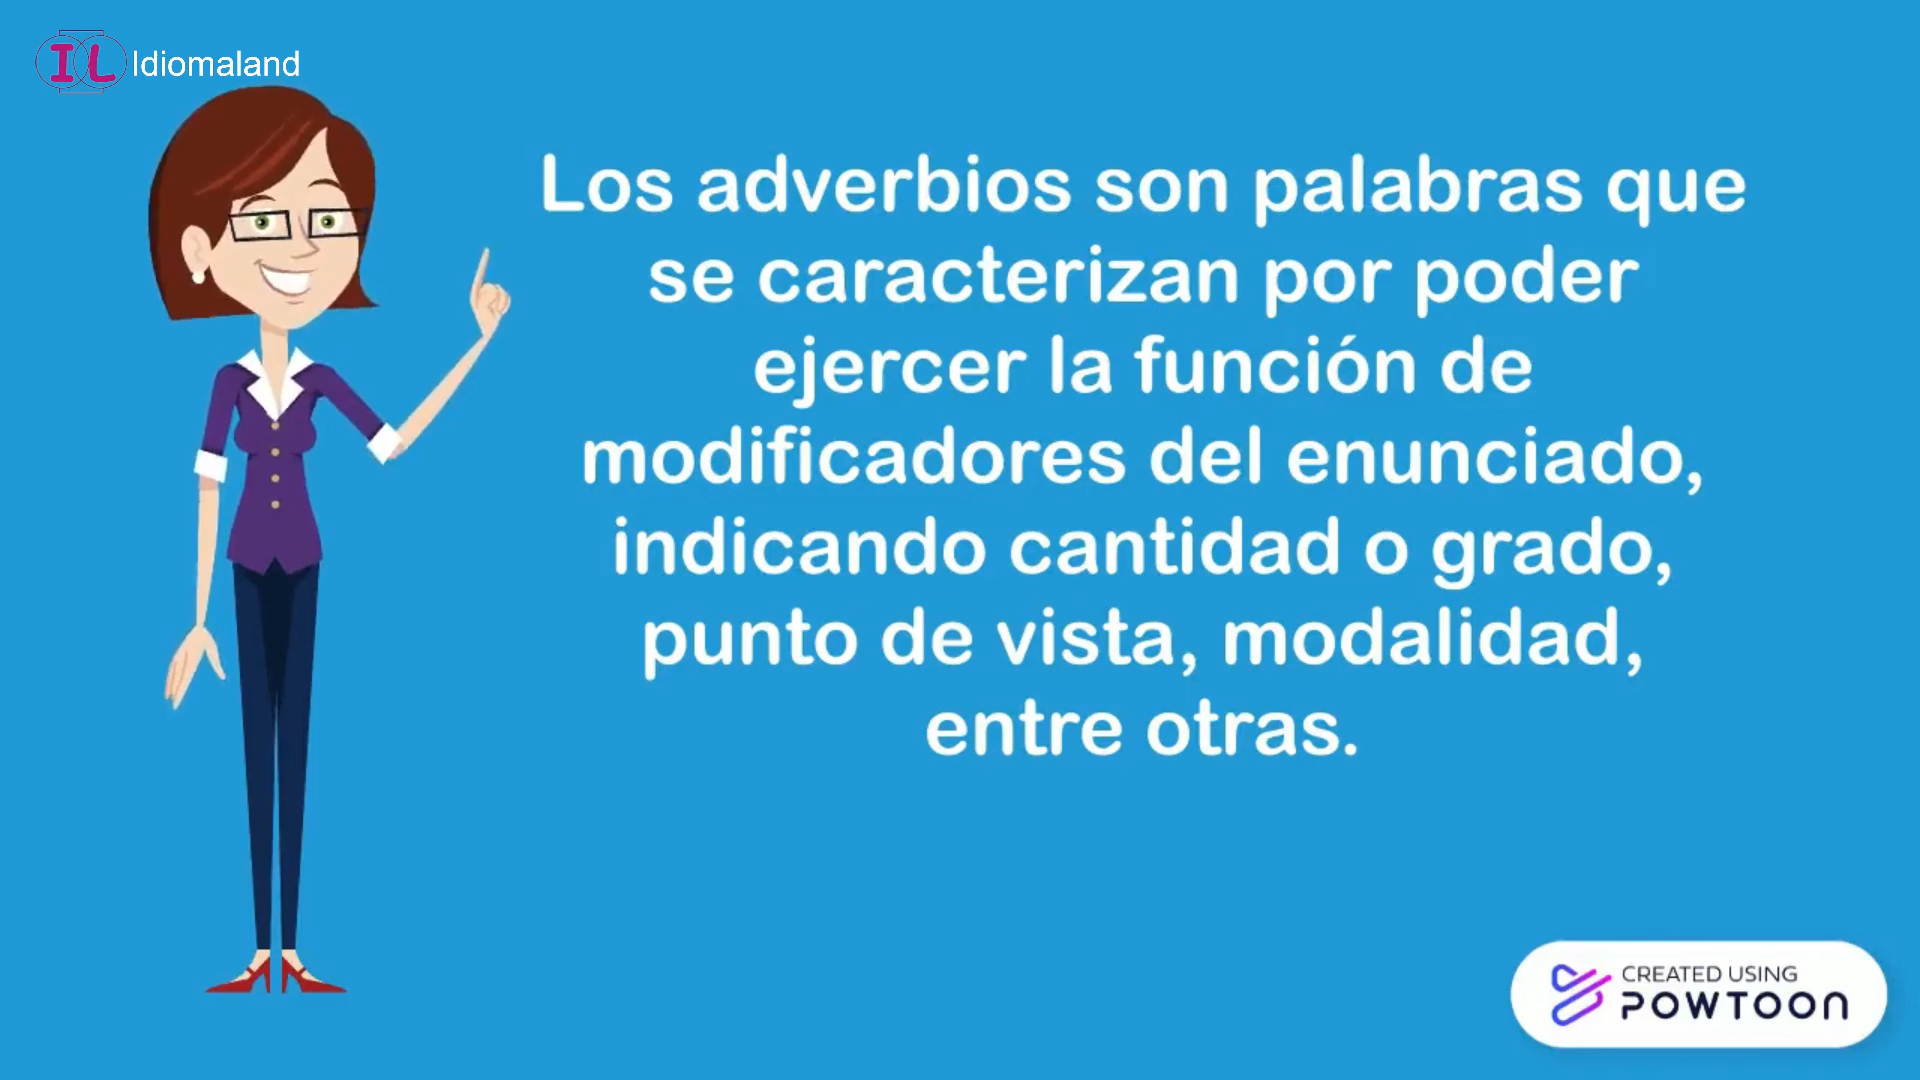 IL Idiomaland
Los adverbios son palabras que
se caracterizan por poder
ejercer la función de
modificadores del enunciado,
indicando cantidad o grado,
punto de vista, modalidad,
entre otras.
CREATED USING
POWTOON